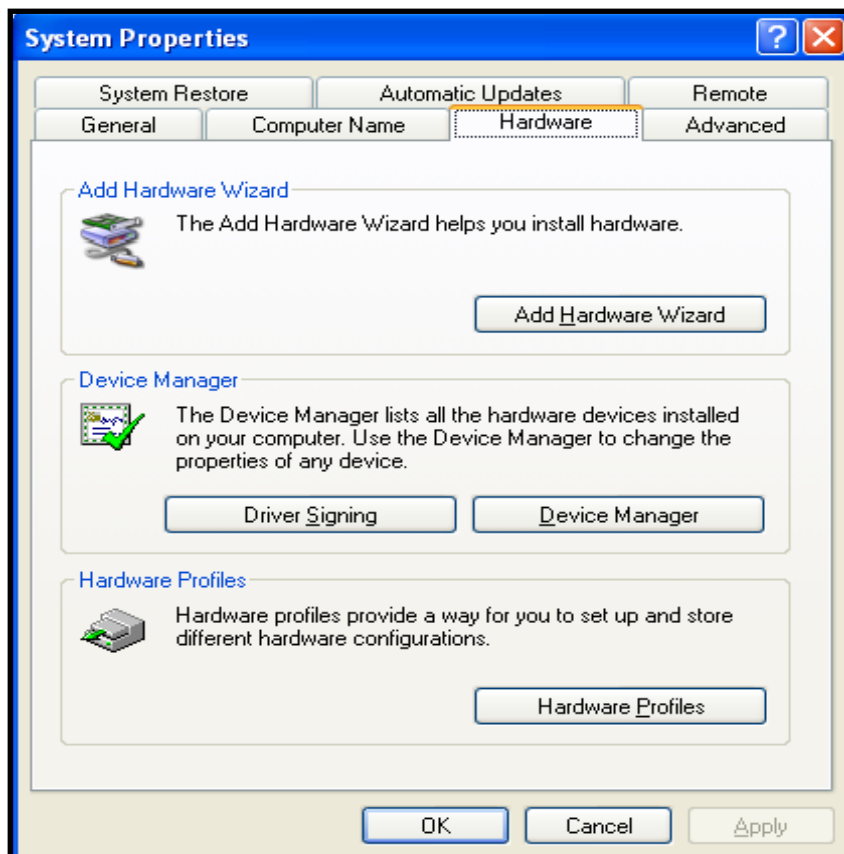 System Properties
?
System Restore Automatic Updates Remote
General Computer Name Hardware Advanced
Add Hardware Wizard
The Add Hardware Wizard helps you install hardware.
Add Hardware Wizard
Device Manager
The Device Manager lists all the hardware devices installed
on your computer. Use the Device Manager to change the
properties of any device.
Driver Signing Device Manager
Hardware Profiles
Hardware profiles provide a way for you to set up and store
different hardware configurations.
Hardware Profiles
OK Cancel Apply